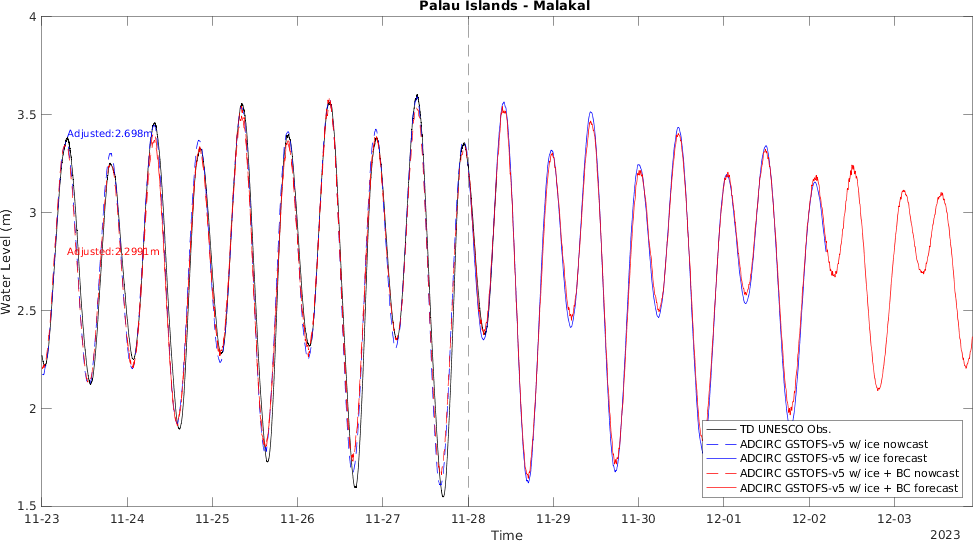 Palau Islands - Malakal
4
3.5
3
2.5
2
1.5
Water Level (m)
Adjusted:2.698m
Adjusted:2.2991m
TD UNESCO Obs.
ADCIRC GSTOFS-v5 w/ ice nowcast
ADCIRC GSTOFS-v5 w/ ice forecast
ADCIRC GSTOFS-v5 w/ ice + BC nowcast
ADCIRC GSTOFS-v5 w/ ice + BC forecast
11-23 11-24 11-25 11-26 11-27 11-28 11-29 11-30 12-01 12-02 12-03
Time
2023